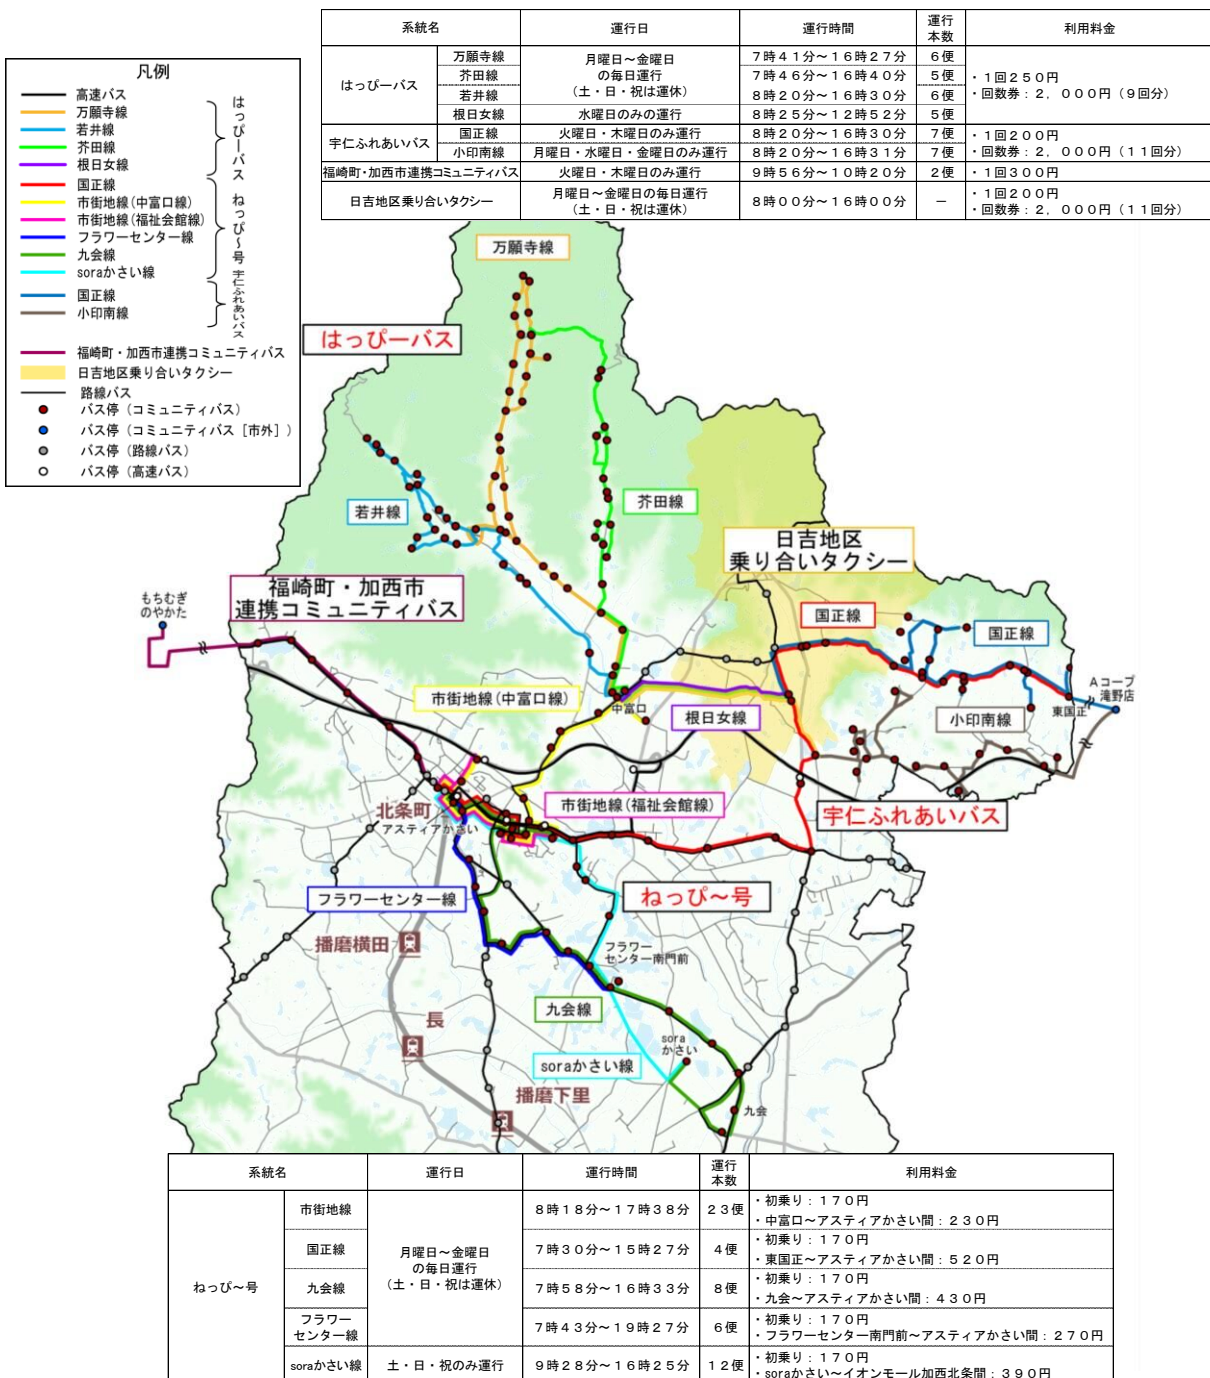 系統名 運行日 運行時間 運行本数 利用料金
はっぴーバス
万願寺線 月曜日～金曜日の毎日運行（土・日・祝は運休） 7時41分～16時27分 6便 ・1回250円
芥田線 7時46分～16時40分 5便 ・回数券：2，000円（9回分）
若井線 8時20分～16時30分 6便
根日女線 水曜日のみの運行 8時25分～12時52分 5便
宇仁ふれあいバス
国正線 火曜日・木曜日のみ運行 8時20分～16時30分 7便 ・1回200円
小印南線 月曜日・水曜日・金曜日のみ運行 8時20分～16時31分 7便 ・回数券：2，000円（11回分）
福崎町・加西市連携コミュニティバス 火曜日・木曜日のみ運行 9時56分～10時20分 2便 ・1回300円
日吉地区乗り合いタクシー 月曜日～金曜日の毎日運行（土・日・祝は運休） 8時00分～16時00分 － ・1回200円
・回数券：2，000円（11回分）
凡例
高速バス
万願寺線
若井線
芥田線
根日女線
はっぴーバス
国正線
市街地線(中富口線)
市街地線(福祉会館線)
フラワーセンター線
九会線
soraかさい線
ねっぴ～号
国正線
小印南線
宇仁ふれあいバス
福崎町・加西市連携コミュニティバス
日吉地区乗り合いタクシー
路線バス
バス停（コミュニティバス）
バス停（コミュニティバス［市外］）
バス停（路線バス）
バス停（高速バス）
万願寺線
はっぴーバス
若井線
芥田線
日吉地区
乗り合いタクシー
福崎町・加西市
連携コミュニティバス
もちむぎ
のやかた
国正線
国正線
市街地線(中富口線)
中富口
根日女線
小印南線
Aコープ
滝野店
東国正
北条町
アスティアかさい
市街地線(福祉会館線)
宇仁ふれあいバス
フラワーセンター線
ねっぴ～号
播磨横田
フラワー
センター南門前
九会線
長
sora
かさい
soraかさい線
播磨下里
九会
系統名 運行日 運行時間 運行本数 利用料金
ねっぴ～号
市街地線 月曜日～金曜日の毎日運行（土・日・祝は運休） 8時18分～17時38分 23便 ・初乗り：170円
・中富口～アスティアかさい間：230円
国正線 7時30分～15時27分 4便 ・初乗り：170円
・東国正～アスティアかさい間：520円
九会線 7時58分～16時33分 8便 ・初乗り：170円
・九会～アスティアかさい間：430円
フラワーセンター線 7時43分～19時27分 6便 ・初乗り：170円
・フラワーセンター南門前～アスティアかさい間：270円
soraかさい線 土・日・祝のみ運行 9時28分～16時25分 12便 ・初乗り：170円
・soraかさい～イオンモール加西北条間：390円